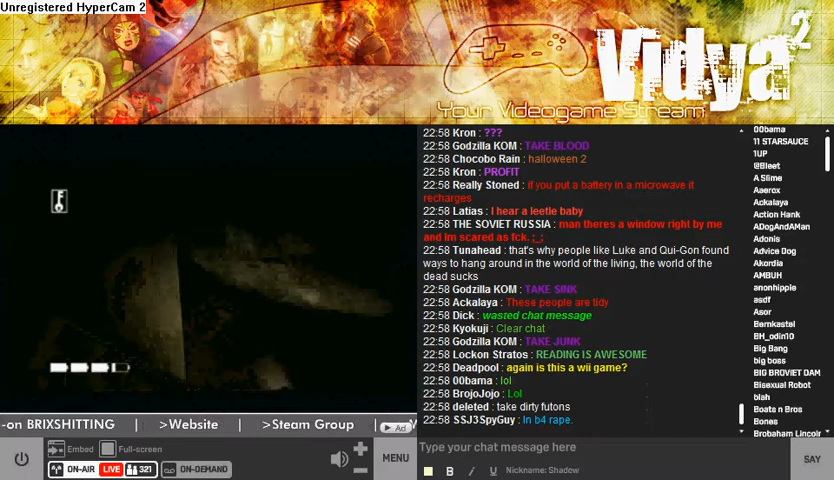 Unregistered HyperCam 2
Vidya²
Your Videogame Stream
22:58 Kron : ???
22:58 Godzilla KOM : TAKE BLOOD
22:58 Chocobo Rain : halloween 2
22:58 Kron : PROFIT
22:58 Really Stoned : if you put a battery in a microwave it
recharges
22:58 Latias : I hear a leetle baby
22:58 THE SOVIET RUSSIA : man theres a window right by me
and Im scared as fck. ;_;
22:58 Tunahead : that's why people like Luke and Qui-Gon found
ways to hang around in the world of the living, the world of the
dead sucks
22:58 Godzilla KOM : TAKE SINK
22:58 Ackalaya : These people are tidy
22:58 Dick : wasted chat message
22:58 Kyokuji : Clear chat
22:58 Godzilla KOM : TAKE JUNK
22:58 Lockon Stratos : READING IS AWESOME
22:58 Deadpool : again is this a wii game?
22:58 00bama : lol
22:58 BrojoJojo : Lol
22:58 deleted : take dirty futons
22:58 SSJ3SpyGuy : In b4 rape.
00bama
11 STARSAUCE
1UP
@Bleet
A Slime
Aerox
Ackalaya
Action Hank
ADogAndAMan
Adonis
Advice Dog
Akordia
AMBUH
anonhippie
asdf
Asor
Bernkastel
BH_odin10
Big Bang
big boss
BIG BROVIET DAM
Bisexual Robot
blah
Boats n Bros
Bones
Brobaham Lincoln
-on BRIXSHITTING | >Website | >Steam Group |
Ad
Embed Full-screen
ON-AIR LIVE 321 ON-DEMAND
MENU
Type your chat message here
B I U Nickname: Shadow
SAY